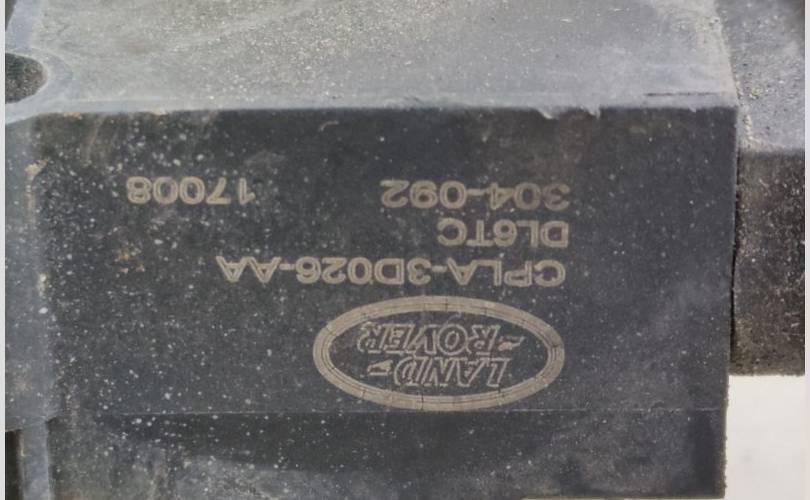 LAND-
-ROVER
CPLA-3D026-AA
DL6TC
304-092 17008